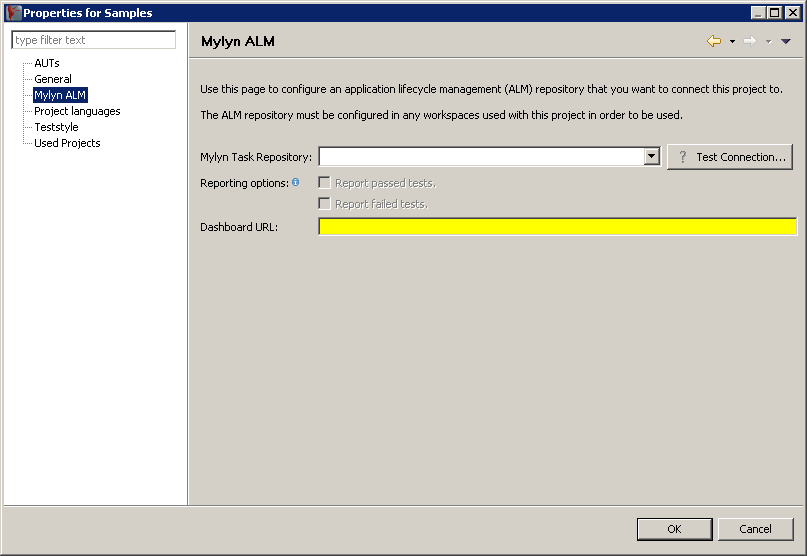 Properties for Samples
type filter text
AUTs
General
Mylyn ALM
Project languages
Teststyle
Used Projects
Mylyn ALM
Use this page to configure an application lifecycle management (ALM) repository that you want to connect this project to.
The ALM repository must be configured in any workspaces used with this project in order to be used.
Mylyn Task Repository:
? Test Connection...
Reporting options:
Report passed tests.
Report failed tests.
Dashboard URL:
OK
Cancel